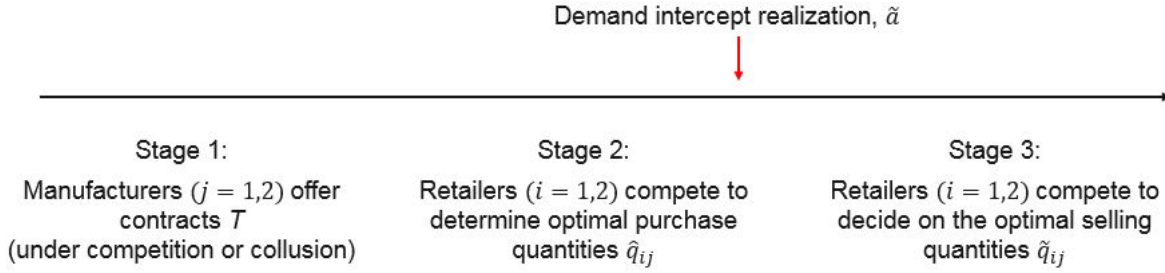 Demand intercept realization, ã
Stage 1:
Manufacturers (j = 1,2) offer
contracts T
(under competition or collusion)
Stage 2:
Retailers (i = 1,2) compete to
determine optimal purchase
quantities q̂ᵢⱼ
Stage 3:
Retailers (i = 1,2) compete to
decide on the optimal selling
quantities q̃ᵢⱼ